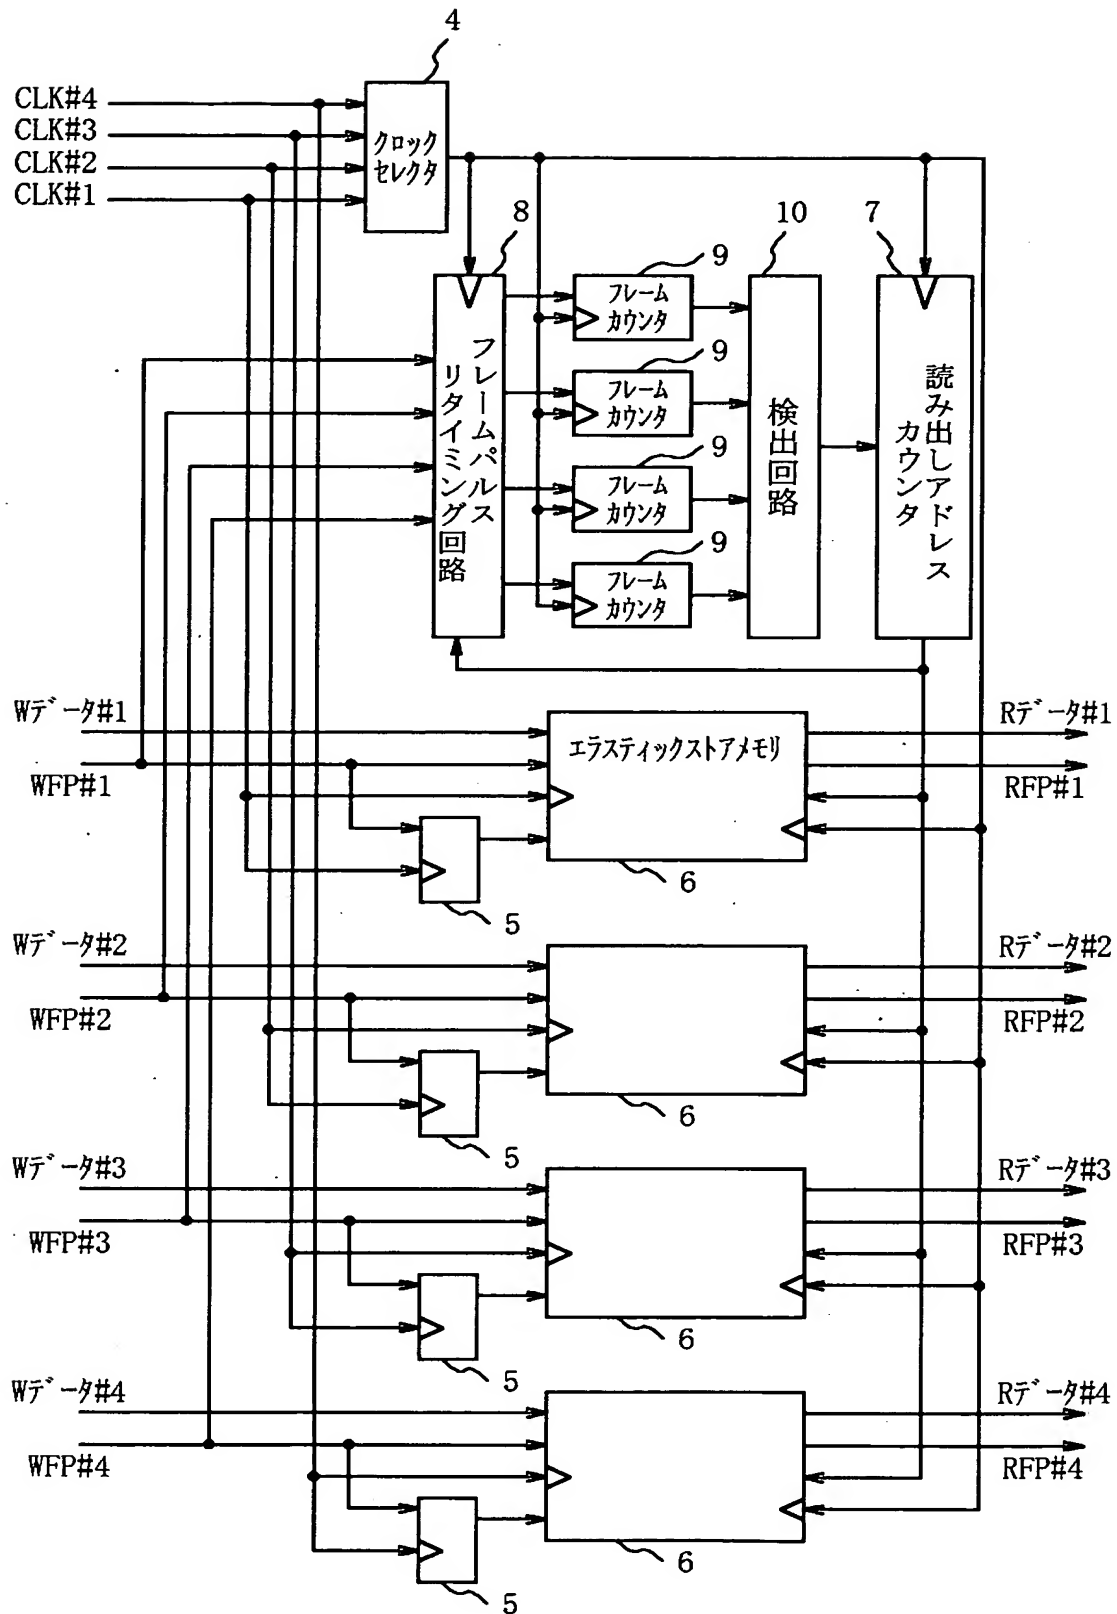 4
CLK#4
CLK#3
CLK#2
CLK#1
クロック
セレクタ
8
フレームパルス
リタイミング回路
9
フレーム
カウンタ
9
フレーム
カウンタ
9
フレーム
カウンタ
9
フレーム
カウンタ
10
検出回路
7
読み出しアドレス
カウンタ
Wデータ#1
WFP#1
エラスティックストアメモリ
Rデータ#1
RFP#1
6
5
Wデータ#2
WFP#2
Rデータ#2
RFP#2
6
5
Wデータ#3
WFP#3
Rデータ#3
RFP#3
6
5
Wデータ#4
WFP#4
Rデータ#4
RFP#4
6
5